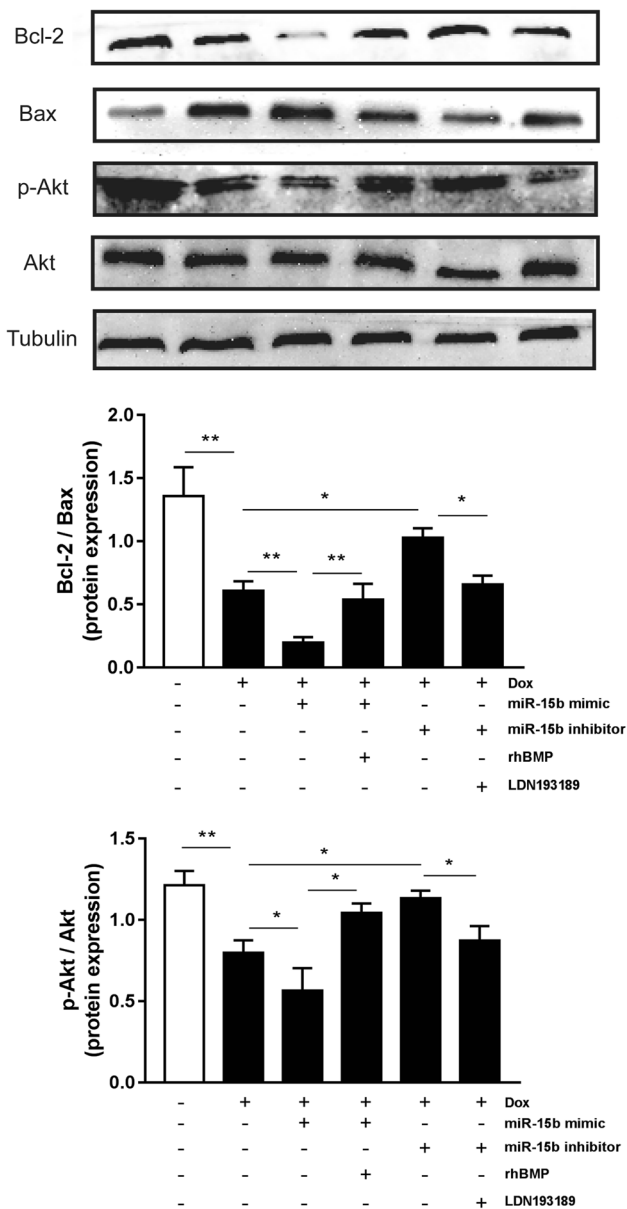 Bcl-2
Bax
p-Akt
Akt
Tubulin
Bcl-2 / Bax
(protein expression)
2.0
1.5
1.0
0.5
0.0
**
*
*
**
**
- + + + + + Dox
- - + + - - miR-15b mimic
- - - - + + miR-15b inhibitor
- - - + - - rhBMP
- - - - - + LDN193189
p-Akt / Akt
(protein expression)
1.5
1.0
0.5
0.0
**
*
*
*
*
- + + + + + Dox
- - + + - - miR-15b mimic
- - - - + + miR-15b inhibitor
- - - + - - rhBMP
- - - - - + LDN193189